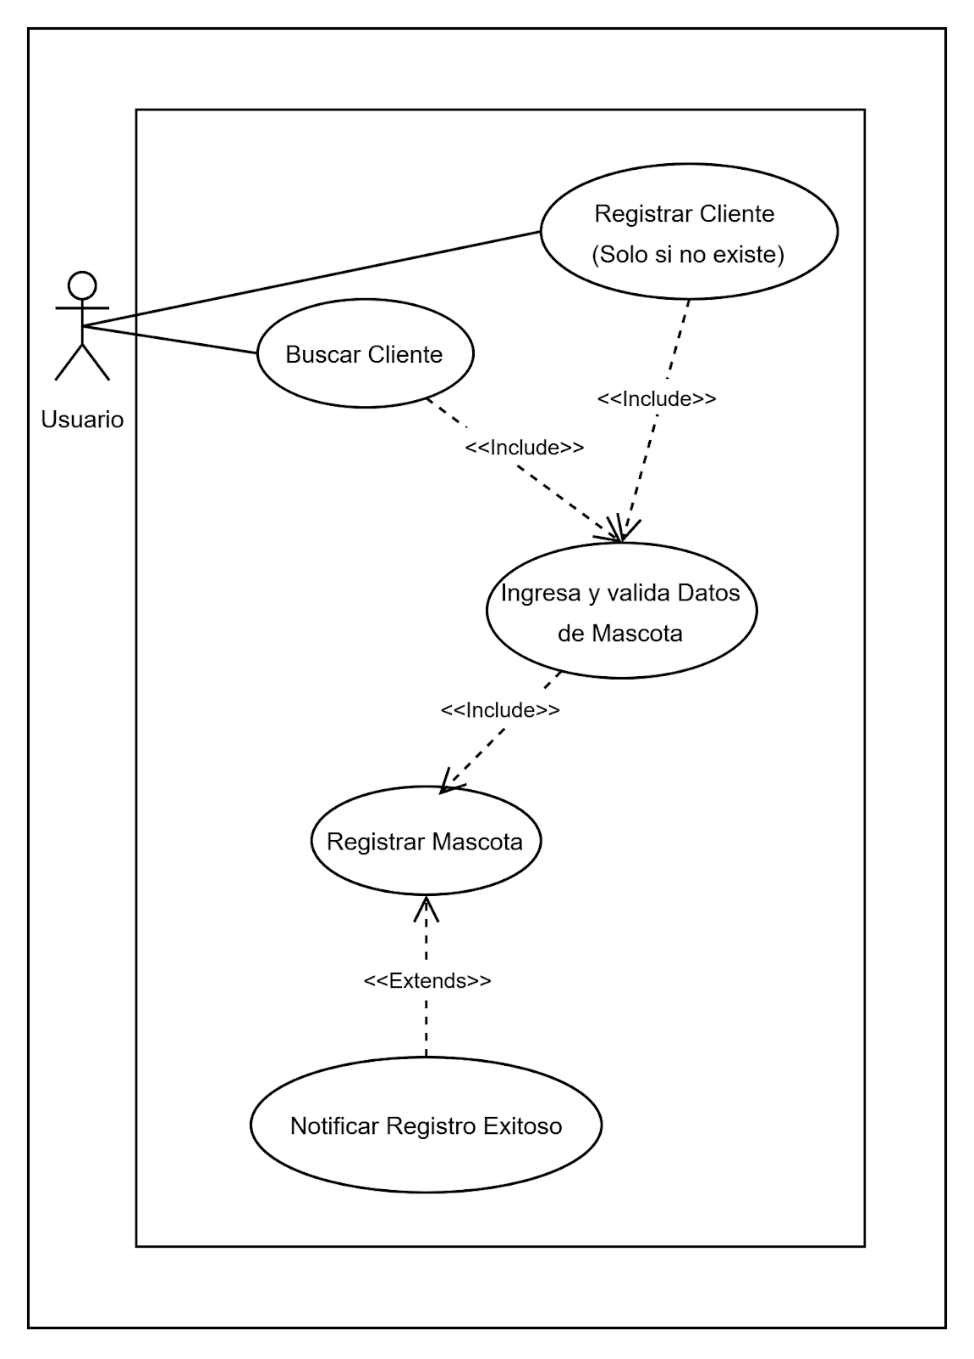 Registrar Cliente
(Solo si no existe)
Buscar Cliente
Usuario
<<Include>>
<<Include>>
Ingresa y valida Datos
de Mascota
<<Include>>
Registrar Mascota
<<Extends>>
Notificar Registro Exitoso